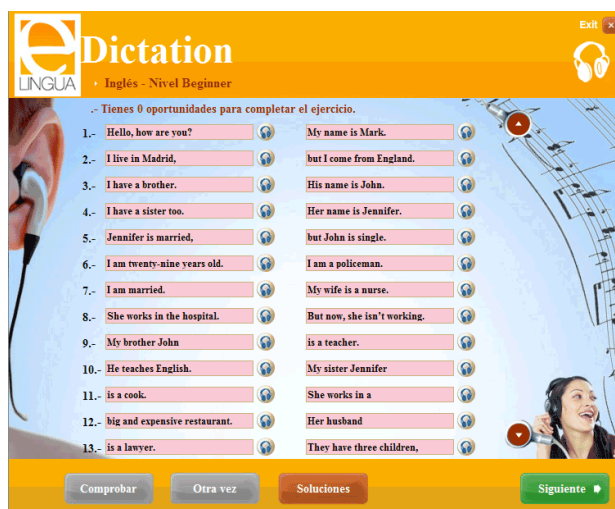 Exit x
e
LINGUA
Dictation
Inglés - Nivel Beginner
.- Tienes 0 oportunidades para completar el ejercicio.
1.- Hello, how are you? My name is Mark.
2.- I live in Madrid, but I come from England.
3.- I have a brother. His name is John.
4.- I have a sister too. Her name is Jennifer.
5.- Jennifer is married, but John is single.
6.- I am twenty-nine years old. I am a policeman.
7.- I am married. My wife is a nurse.
8.- She works in the hospital. But now, she isn't working.
9.- My brother John is a teacher.
10.- He teaches English. My sister Jennifer
11.- is a cook. She works in a
12.- big and expensive restaurant. Her husband
13.- is a lawyer. They have three children,
Comprobar Otra vez Soluciones Siguiente